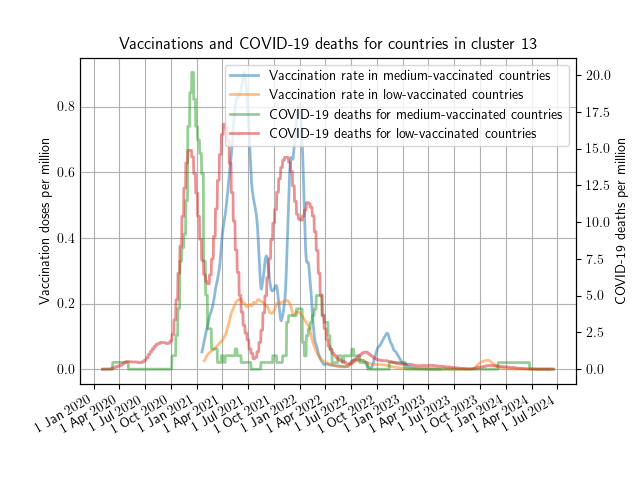 Vaccinations and COVID-19 deaths for countries in cluster 13
Vaccination rate in medium-vaccinated countries
Vaccination rate in low-vaccinated countries
COVID-19 deaths for medium-vaccinated countries
COVID-19 deaths for low-vaccinated countries
Vaccination doses per million
0.8
0.6
0.4
0.2
0.0
COVID-19 deaths per million
20.0
17.5
15.0
12.5
10.0
7.5
5.0
2.5
0.0
1 Jan 2020
1 Apr 2020
1 Jul 2020
1 Oct 2020
1 Jan 2021
1 Apr 2021
1 Jul 2021
1 Oct 2021
1 Jan 2022
1 Apr 2022
1 Jul 2022
1 Oct 2022
1 Jan 2023
1 Apr 2023
1 Jul 2023
1 Oct 2023
1 Jan 2024
1 Apr 2024
1 Jul 2024